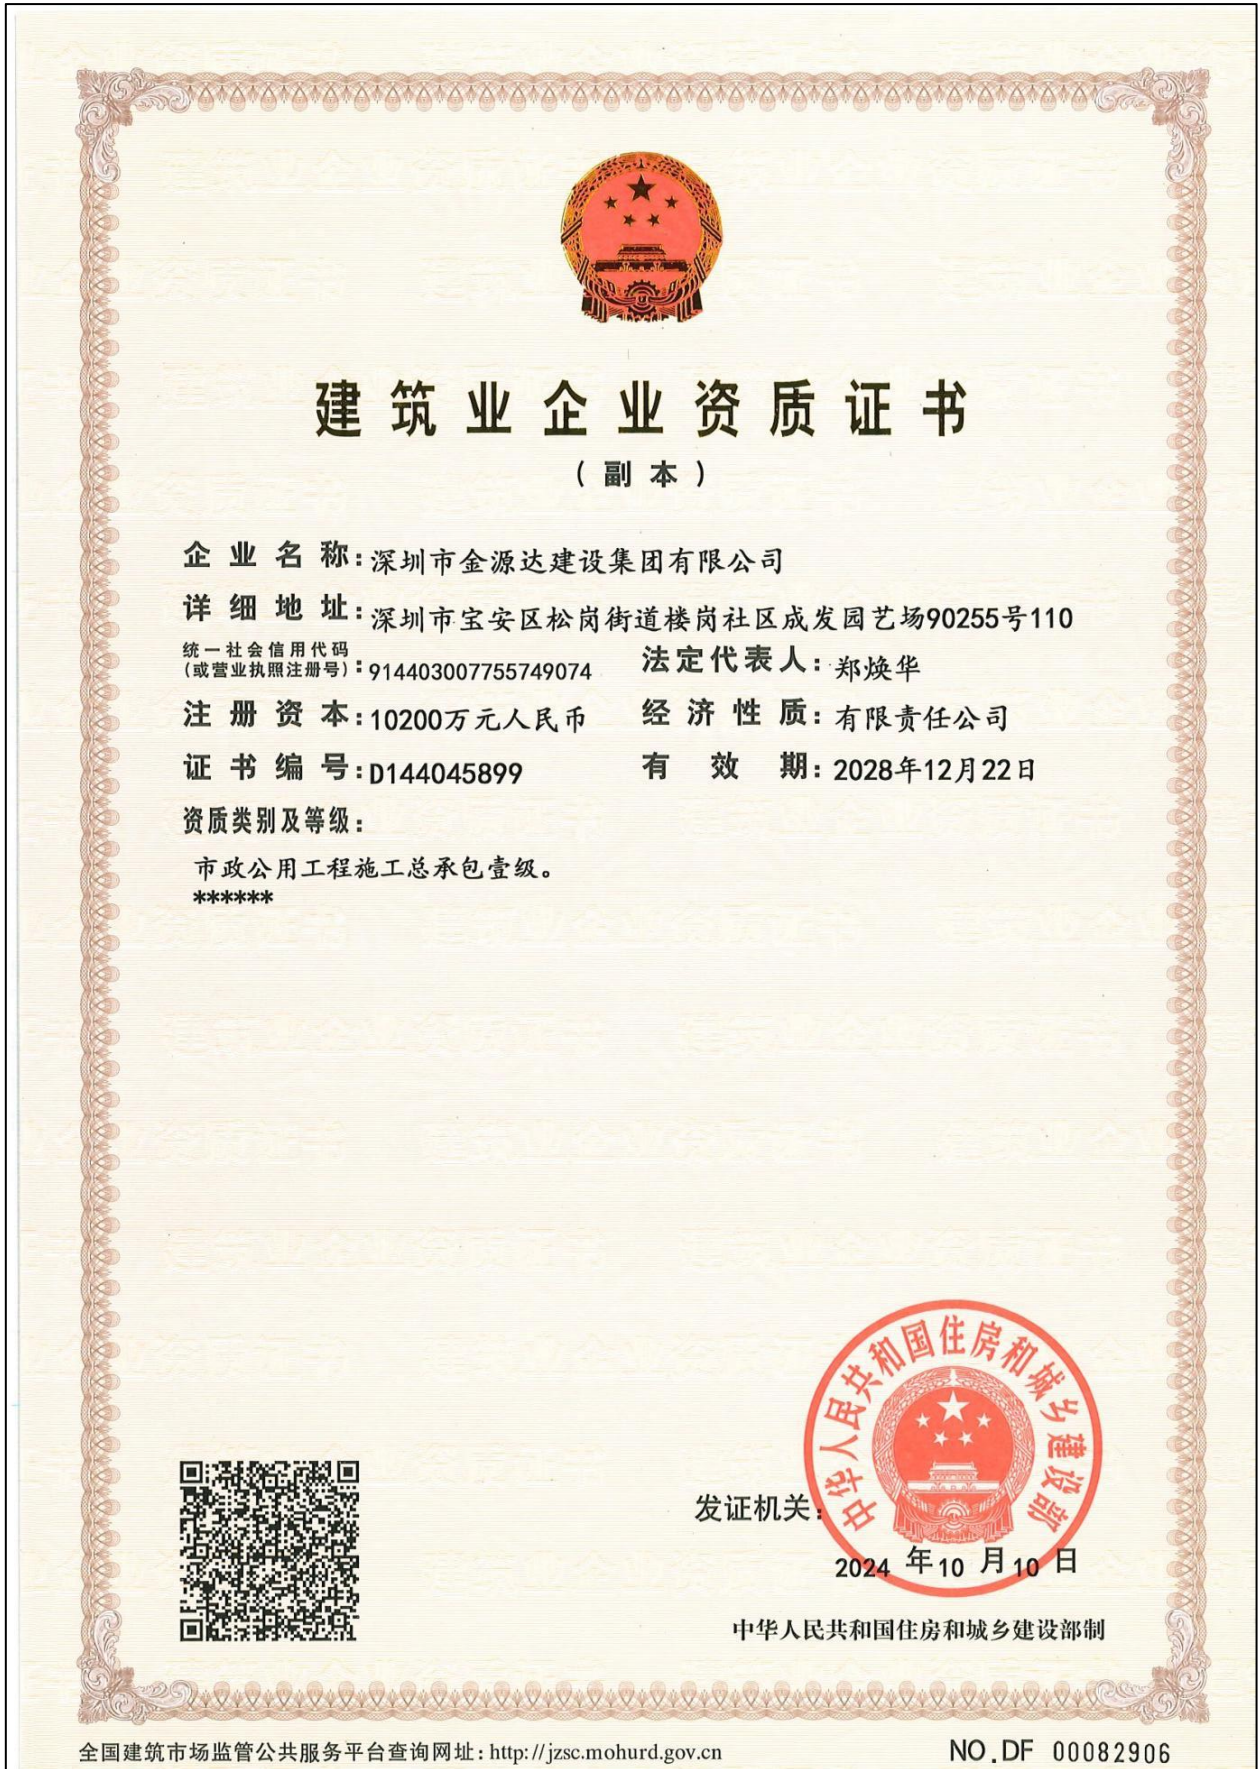 建筑业企业资质证书
（副本）
企业名称：深圳市金源达建设集团有限公司
详细地址：深圳市宝安区松岗街道楼岗社区成发园艺场90255号110
统一社会信用代码
(或营业执照注册号)：914403007755749074 法定代表人：郑焕华
注册资本：10200万元人民币 经济性质：有限责任公司
证书编号：D144045899 有效期：2028年12月22日
资质类别及等级：
市政公用工程施工总承包壹级。
******
中华人民共和国住房和城乡建设部
发证机关：
2024 年 10 月 10 日
中华人民共和国住房和城乡建设部制
全国建筑市场监管公共服务平台查询网址：http://jzsc.mohurd.gov.cn NO.DF 00082906